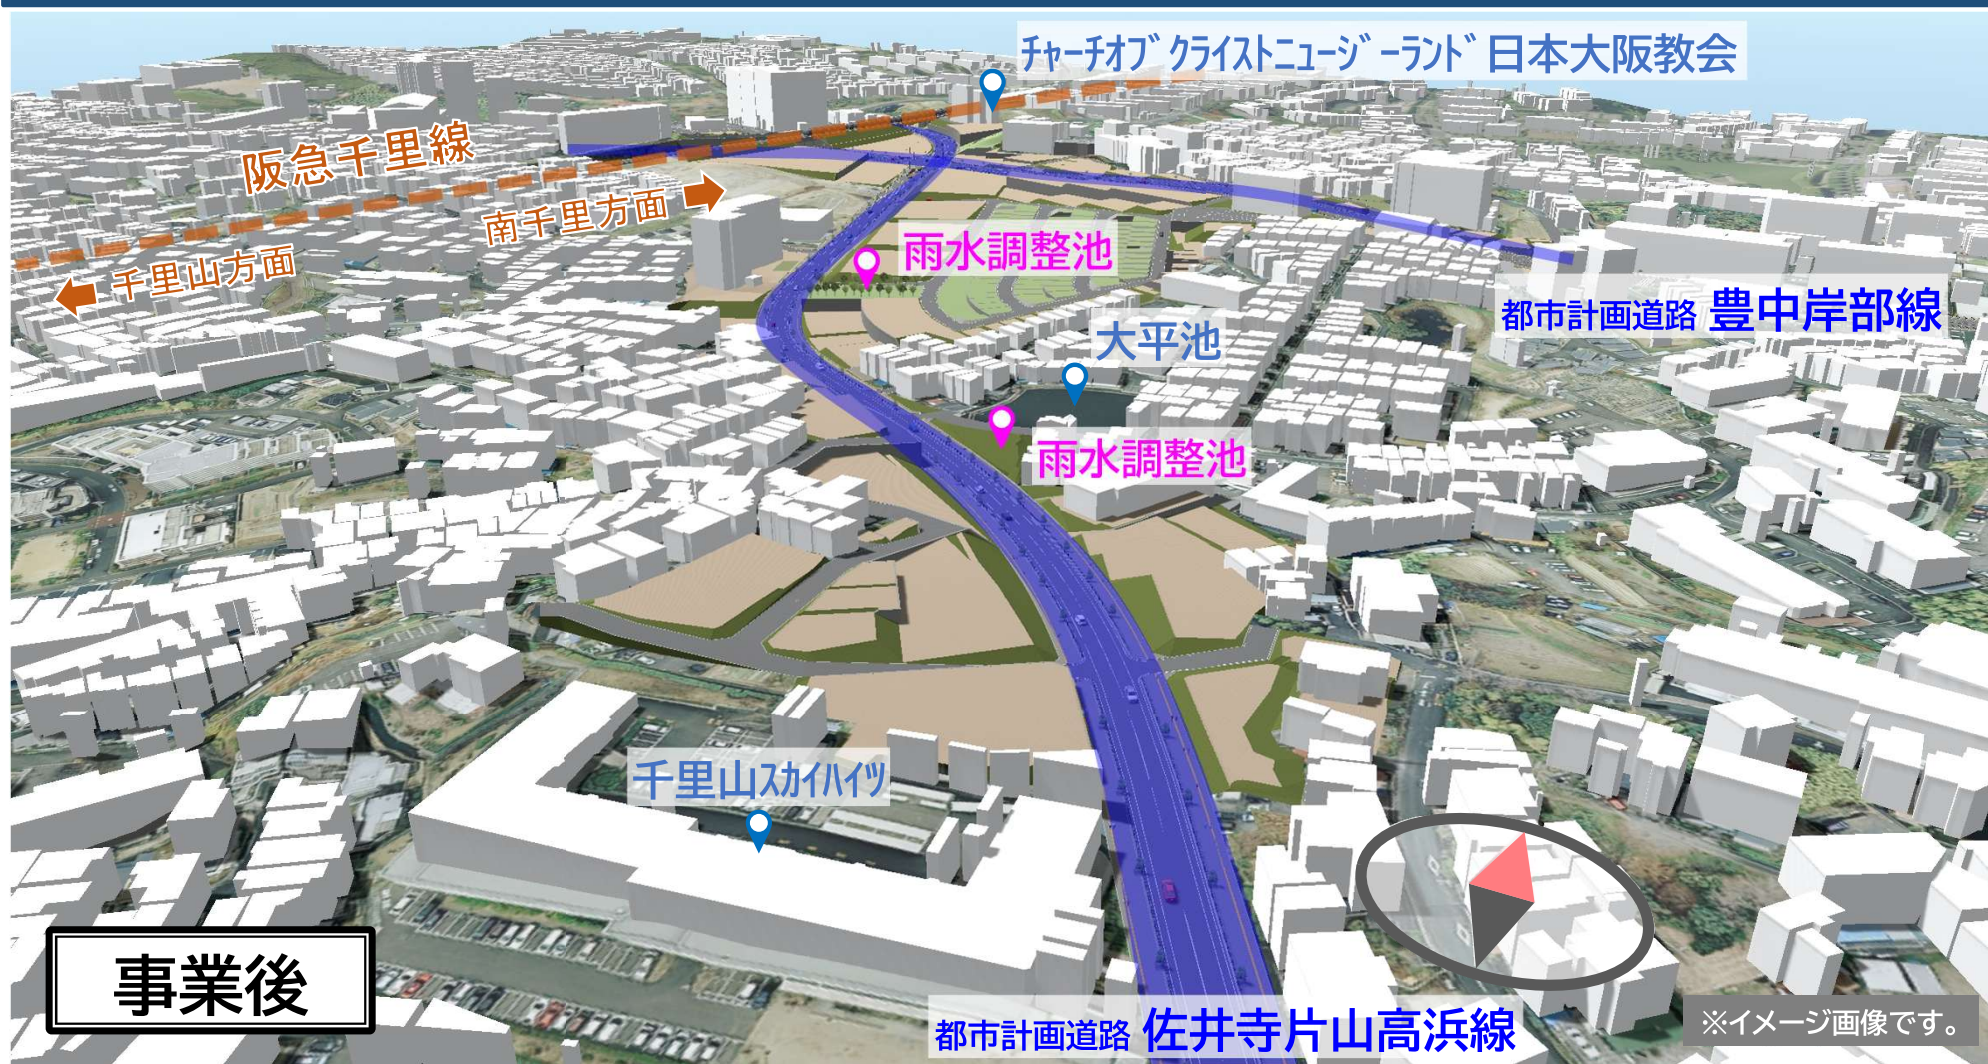 チャーチオブクライストニュージーランド日本大阪教会
阪急千里線
南千里方面
千里山方面
雨水調整池
都市計画道路 豊中岸部線
大平池
雨水調整池
千里山スカイハイツ
事業後
都市計画道路 佐井寺片山高浜線
※イメージ画像です。